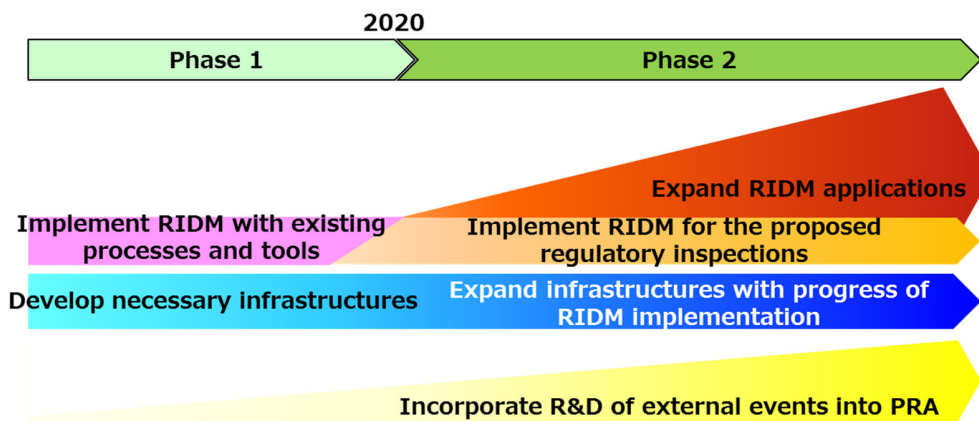 2020
Phase 1
Phase 2
Expand RIDM applications
Implement RIDM with existing
processes and tools
Implement RIDM for the proposed
regulatory inspections
Develop necessary infrastructures
Expand infrastructures with progress of
RIDM implementation
Incorporate R&D of external events into PRA